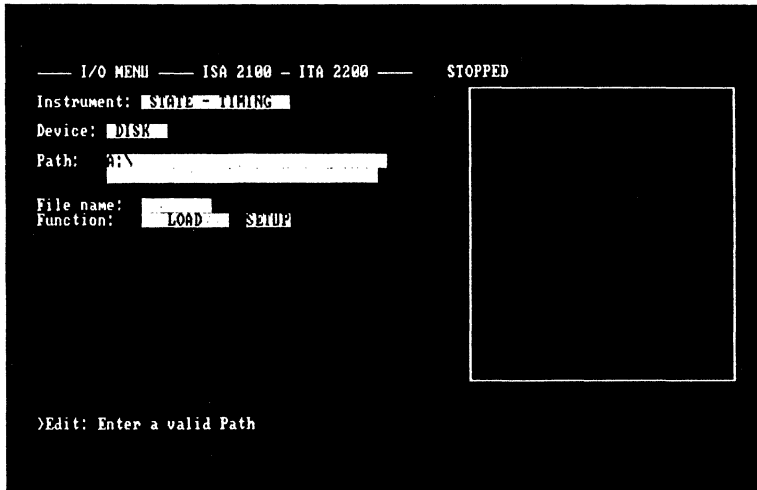 I/O MENU ISA 2100 - ITA 2200 STOPPED
Instrument: STATE - TIMING
Device: DISK
Path: A:\
File name:
Function: LOAD SETUP
>Edit: Enter a valid Path